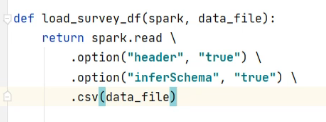 def load_survey_df(spark, data_file):
    return spark.read \
        .option("header", "true") \
        .option("inferSchema", "true") \
        .csv(data_file)